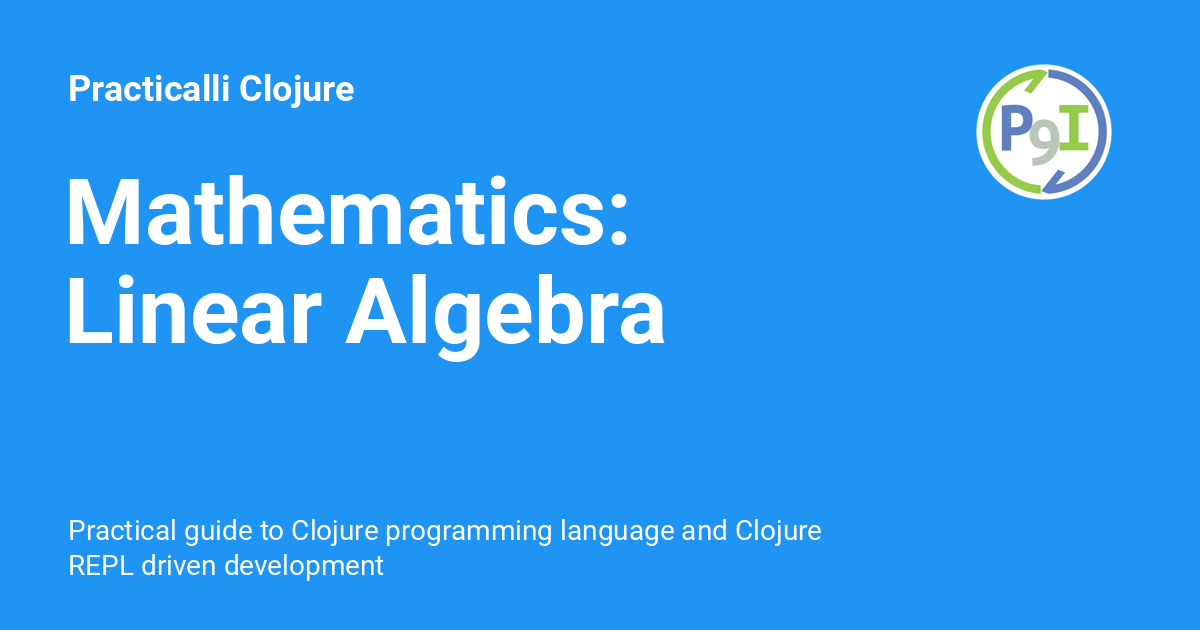 Practicalli Clojure
P9I
Mathematics:
Linear Algebra
Practical guide to Clojure programming language and Clojure
REPL driven development